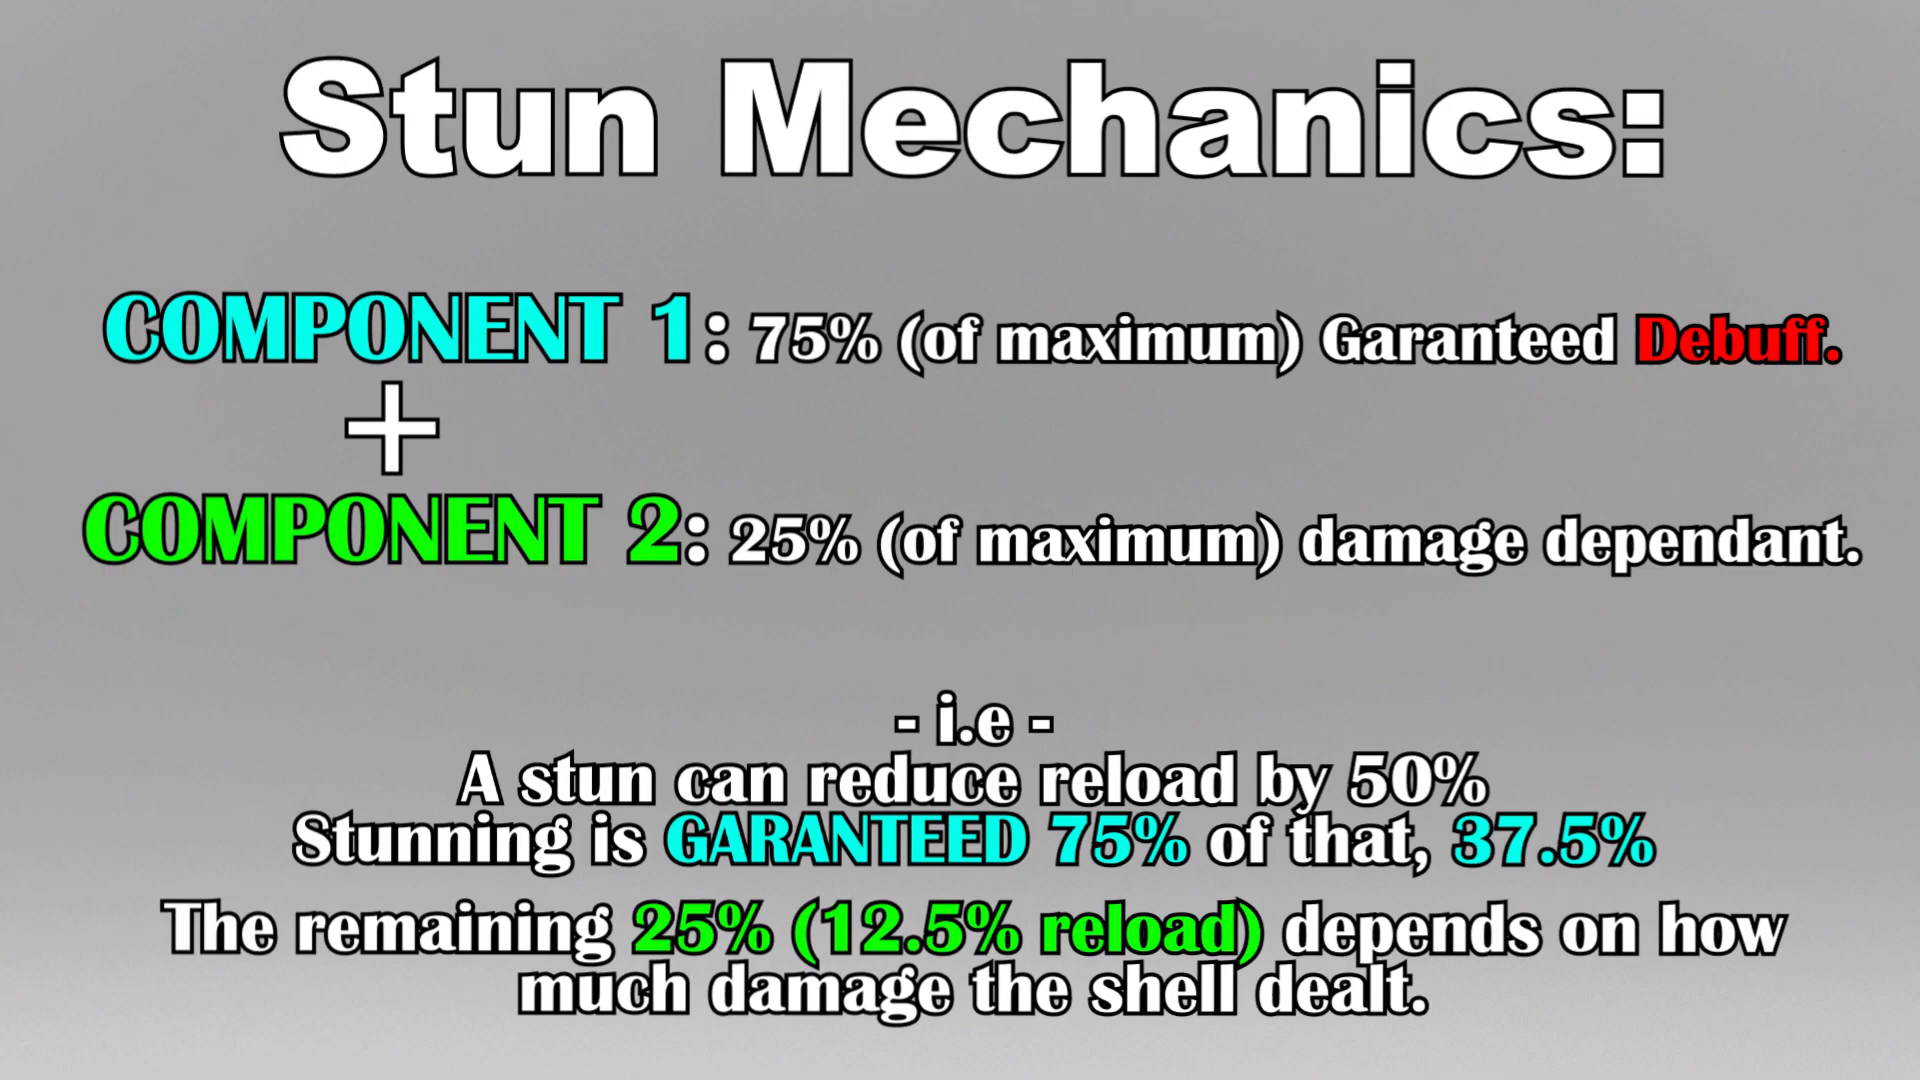 Stun Mechanics:
COMPONENT 1: 75% (of maximum) Garanteed Debuff.
+
COMPONENT 2: 25% (of maximum) damage dependant.
- i.e -
A stun can reduce reload by 50%
Stunning is GARANTEED 75% of that, 37.5%
The remaining 25% (12.5% reload) depends on how
much damage the shell dealt.